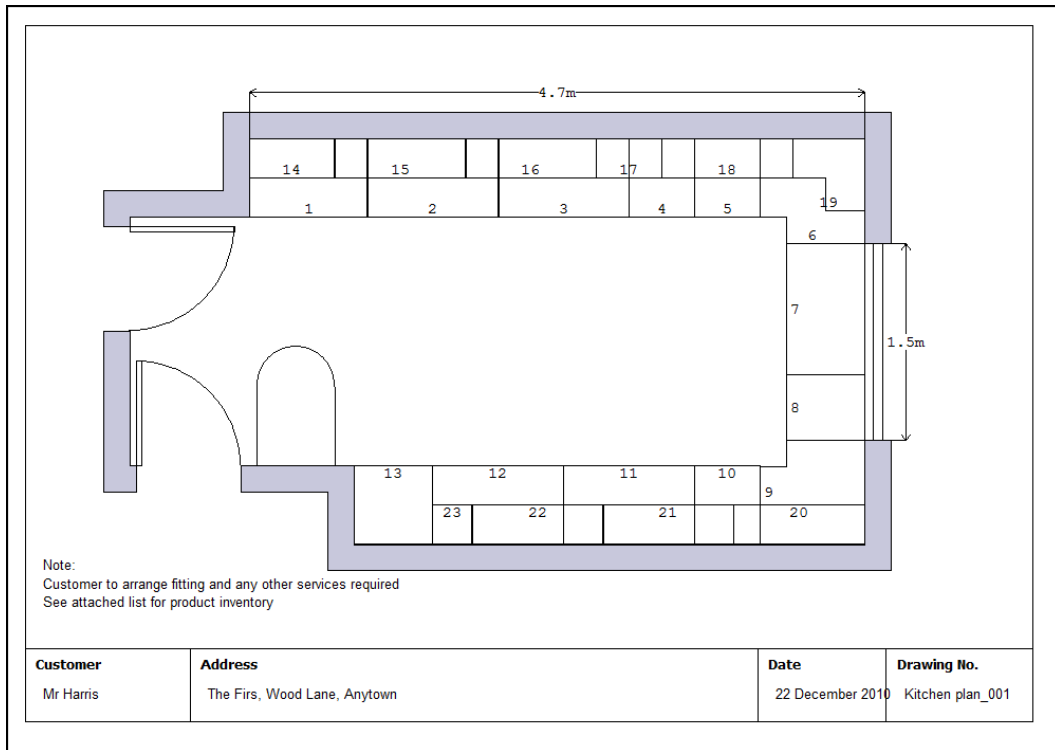 4.7m
14 15 16 17 18
19
1 2 3 4 5
6
7
1.5m
8
13 12 11 10
9
23 22 21 20
Note:
Customer to arrange fitting and any other services required
See attached list for product inventory
Customer Address Date Drawing No.
Mr Harris The Firs, Wood Lane, Anytown 22 December 2010 Kitchen plan_001